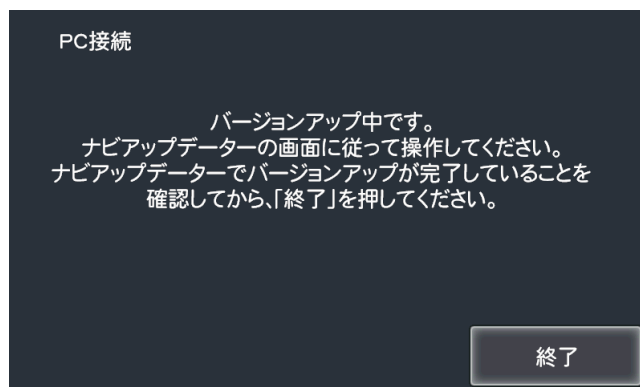 PC接続
バージョンアップ中です。
ナビアップデーターの画面に従って操作してください。
ナビアップデーターでバージョンアップが完了していることを
確認してから、「終了」を押してください。
終了